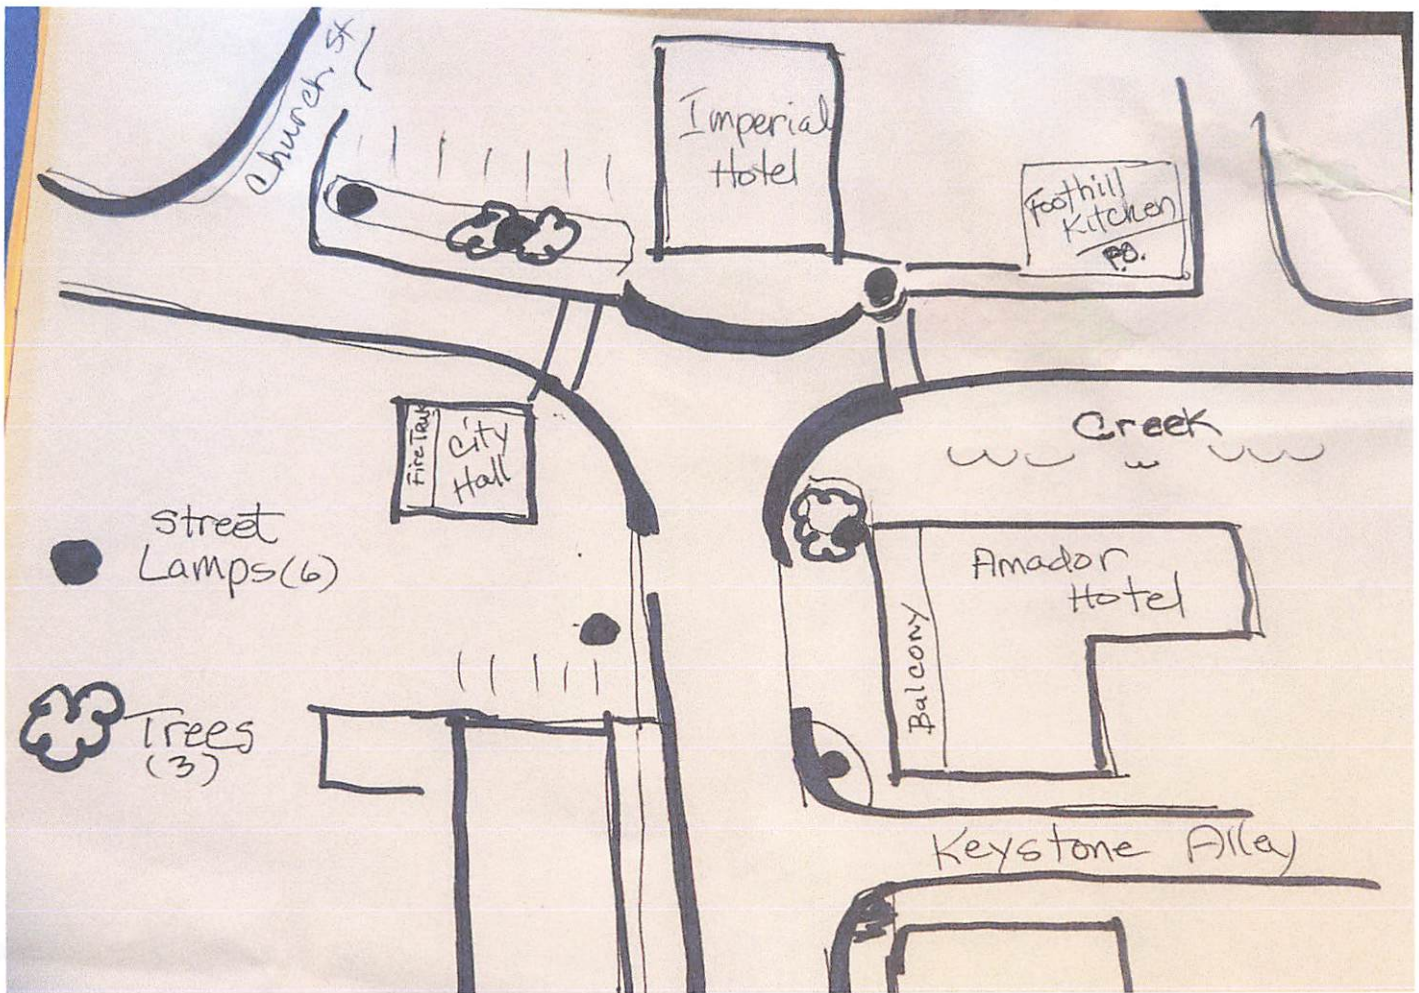 Church St
Imperial
Hotel
Foothill
Kitchen
P.O.
Creek
Fire Truk
City
Hall
Street
Lamps (6)
Amador
Hotel
Balcony
Trees
(3)
Keystone Alley